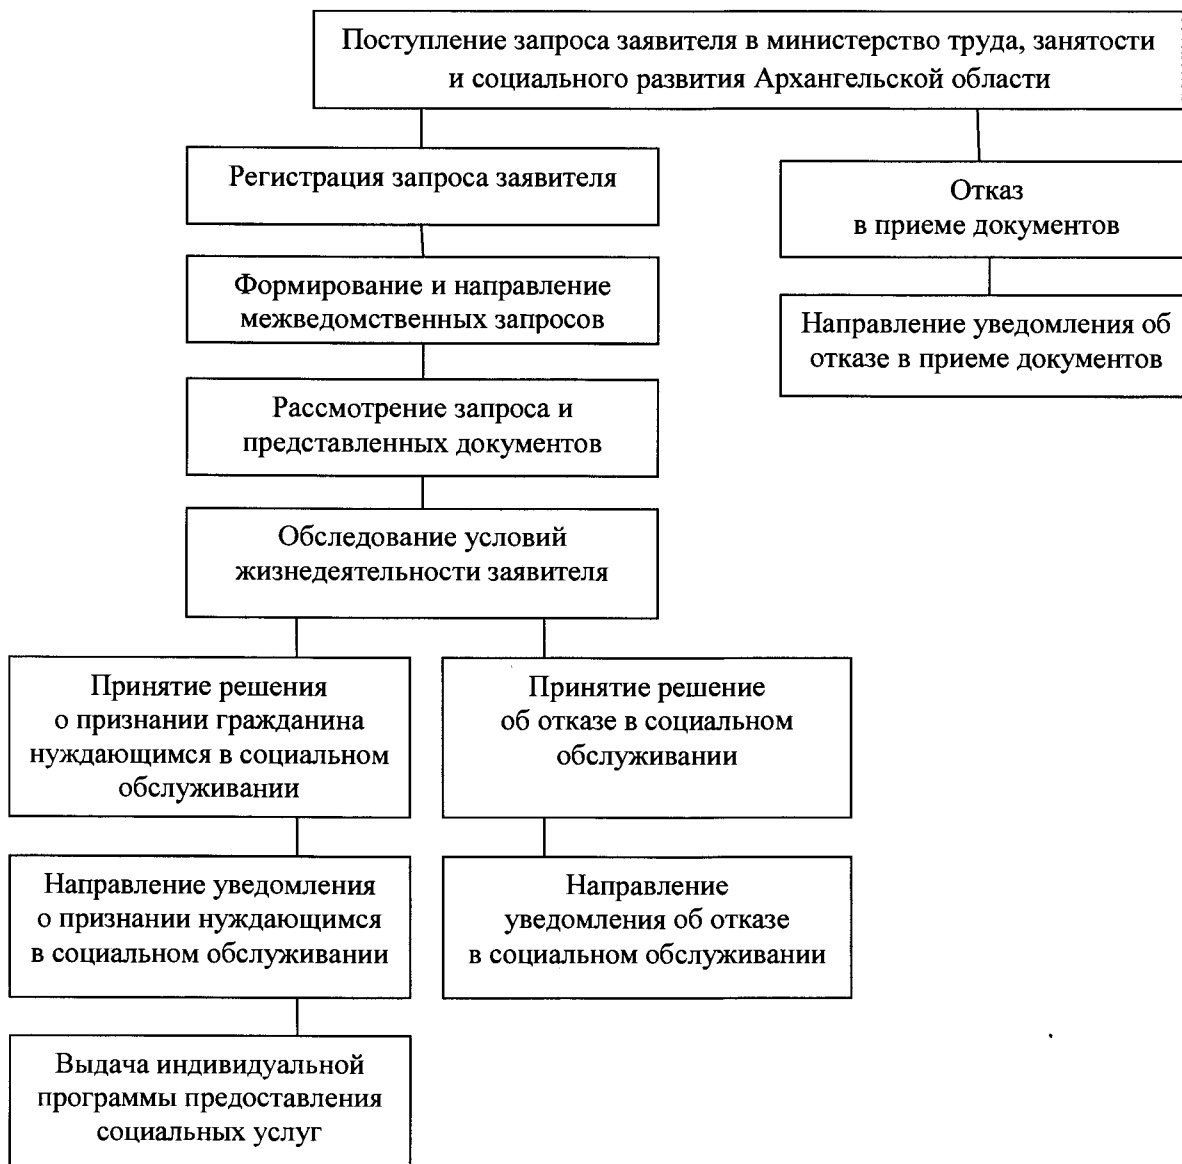 Поступление запроса заявителя в министерство труда, занятости
и социального развития Архангельской области
Регистрация запроса заявителя
Отказ
в приеме документов
Формирование и направление
межведомственных запросов
Направление уведомления об
отказе в приеме документов
Рассмотрение запроса и
представленных документов
Обследование условий
жизнедеятельности заявителя
Принятие решения
о признании гражданина
нуждающимся в социальном
обслуживании
Принятие решение
об отказе в социальном
обслуживании
Направление уведомления
о признании нуждающимся
в социальном обслуживании
Направление
уведомления об отказе
в социальном обслуживании
Выдача индивидуальной
программы предоставления
социальных услуг